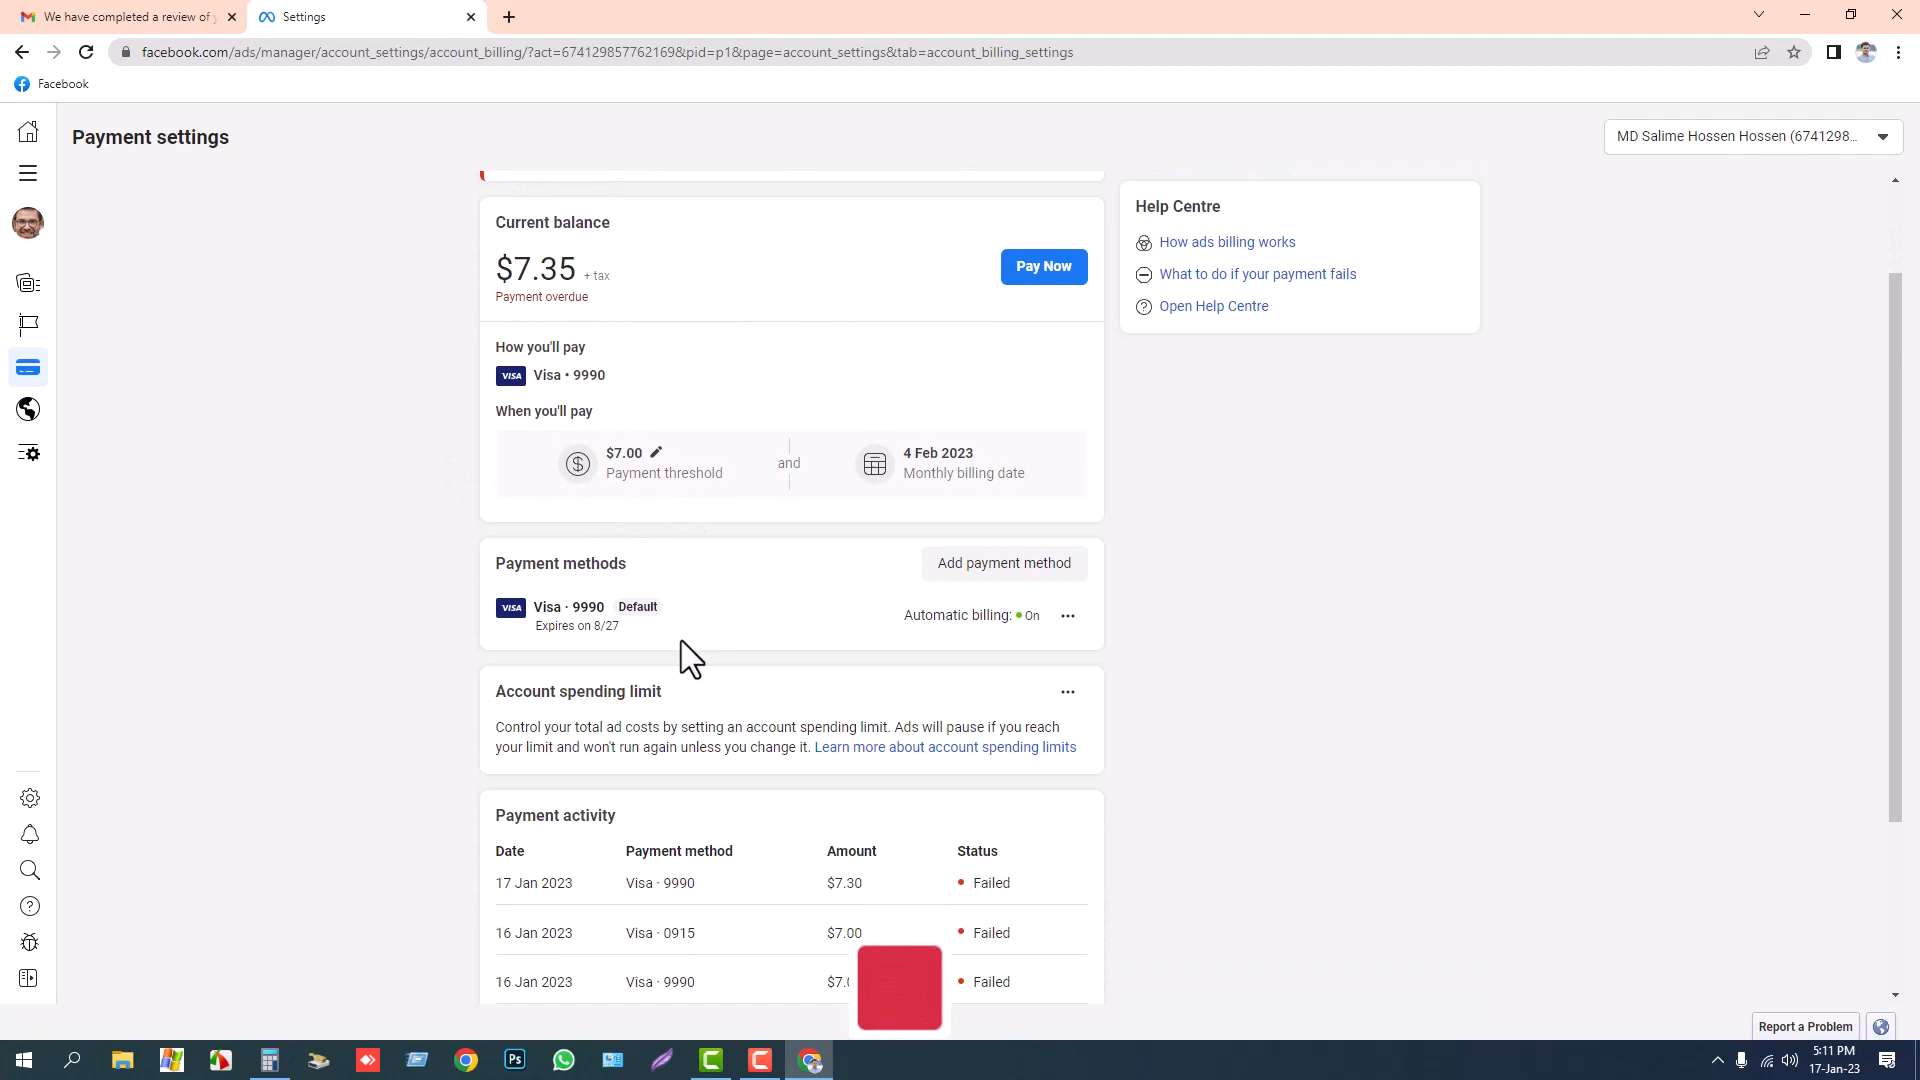 We have completed a review of y
Settings
facebook.com/ads/manager/account_settings/account_billing/?act=674129857762169&pid=p1&page=account_settings&tab=account_billing_settings
Facebook
Payment settings
MD Salime Hossen Hossen (6741298...
Current balance
$7.35 + tax
Payment overdue
Pay Now
How you'll pay
VISA Visa • 9990
When you'll pay
$7.00
Payment threshold
and
4 Feb 2023
Monthly billing date
Payment methods
Add payment method
VISA Visa · 9990 Default
Expires on 8/27
Automatic billing: On
Account spending limit
Control your total ad costs by setting an account spending limit. Ads will pause if you reach
your limit and won't run again unless you change it. Learn more about account spending limits
Payment activity
Date Payment method Amount Status
17 Jan 2023 Visa · 9990 $7.30 Failed
16 Jan 2023 Visa · 0915 $7.00 Failed
16 Jan 2023 Visa · 9990 Failed
Help Centre
How ads billing works
What to do if your payment fails
Open Help Centre
Report a Problem
Ps
5:11 PM
17-Jan-23